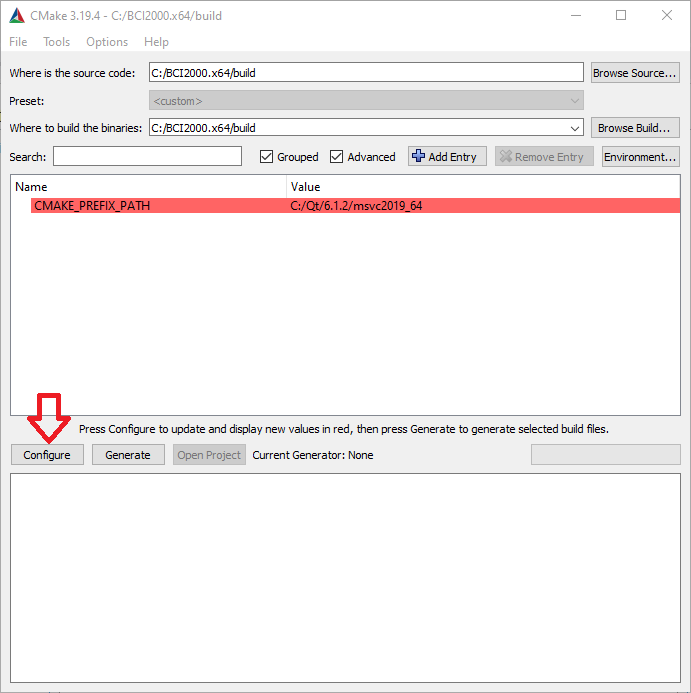 CMake 3.19.4 - C:/BCI2000.x64/build
File Tools Options Help
Where is the source code: C:/BCI2000.x64/build Browse Source...
Preset: <custom>
Where to build the binaries: C:/BCI2000.x64/build Browse Build...
Search: Grouped Advanced Add Entry Remove Entry Environment...
Name Value
CMAKE_PREFIX_PATH C:/Qt/6.1.2/msvc2019_64
Press Configure to update and display new values in red, then press Generate to generate selected build files.
Configure Generate Open Project Current Generator: None